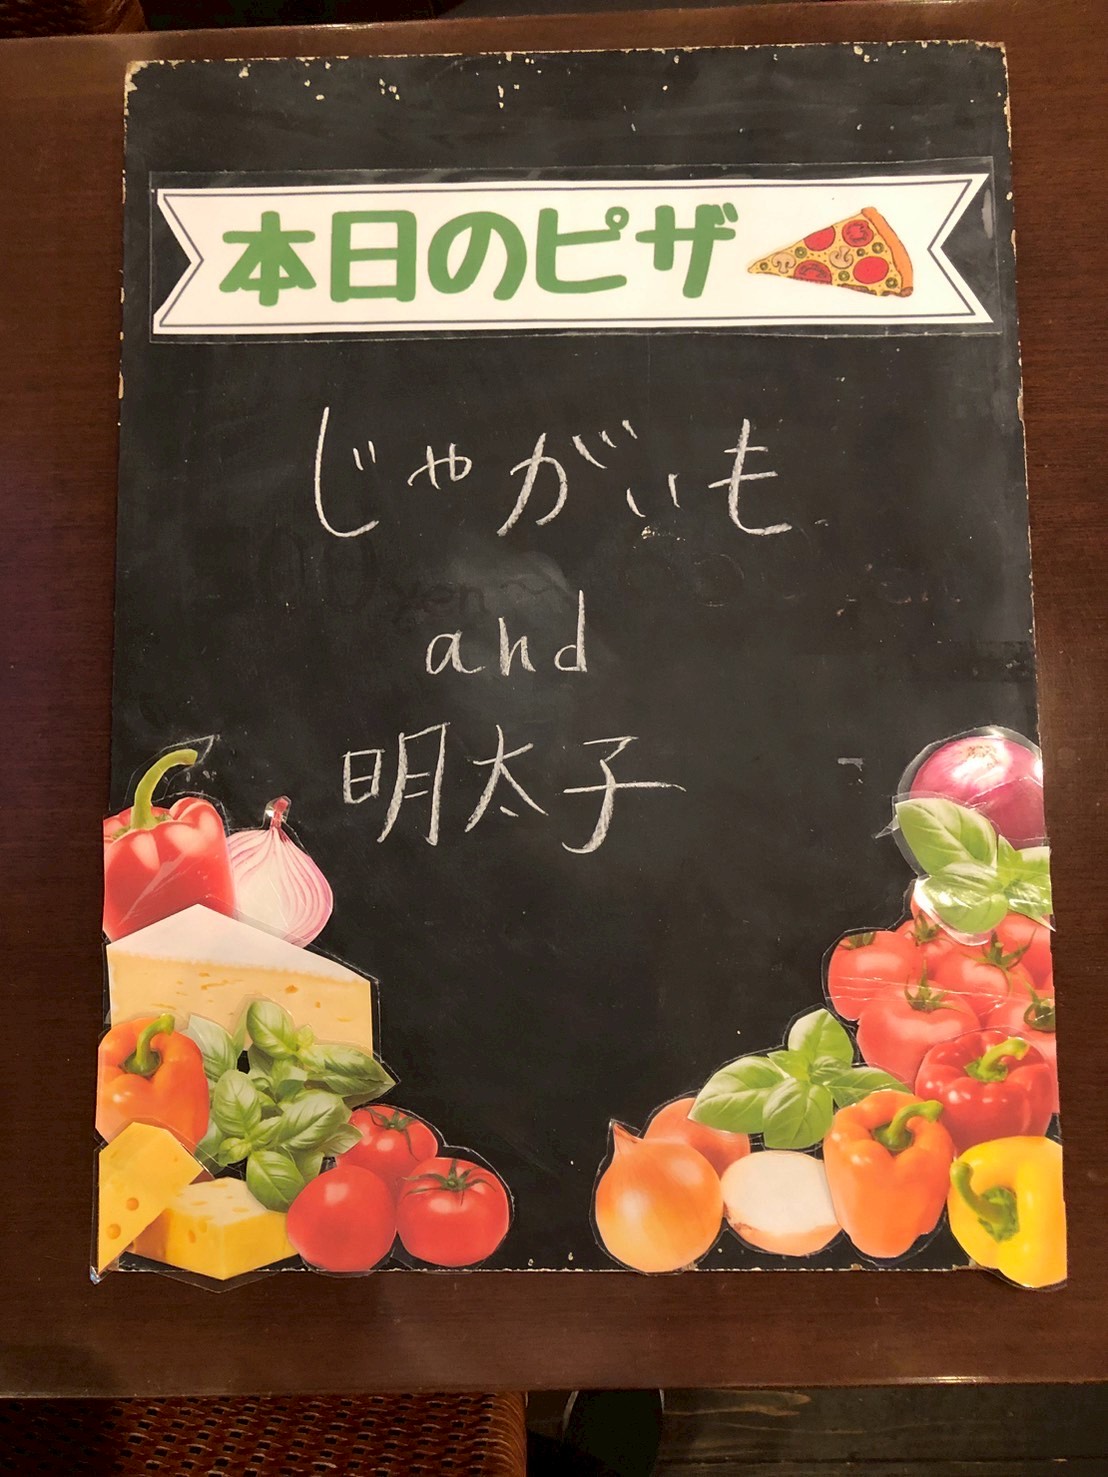 本日のピザ
じゃがいも
and
明太子